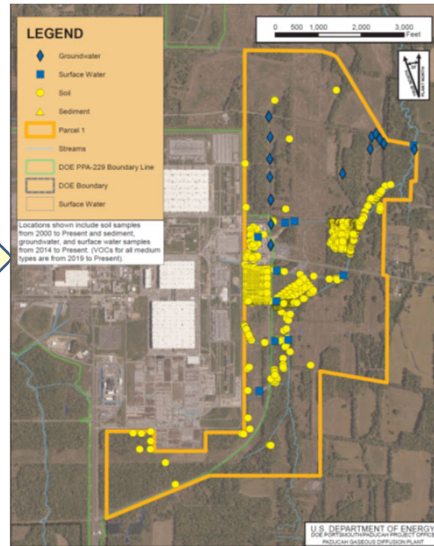 LEGEND
Groundwater
Surface Water
Soil
Sediment
Parcel 1
Streams
DOE PPA-229 Boundary Line
DOE Boundary
Surface Water
Locations shown include soil samples
from 2000 to Present and sediment,
groundwater, and surface water samples
from 2014 to Present. (VOCs for all medium
types are from 2019 to Present).
0 500 1,000 2,000 3,000
Feet
PLANT NORTH
U.S. DEPARTMENT OF ENERGY
DOE PORTSMOUTH/PADUCAH PROJECT OFFICE
PADUCAH GASEOUS DIFFUSION PLANT